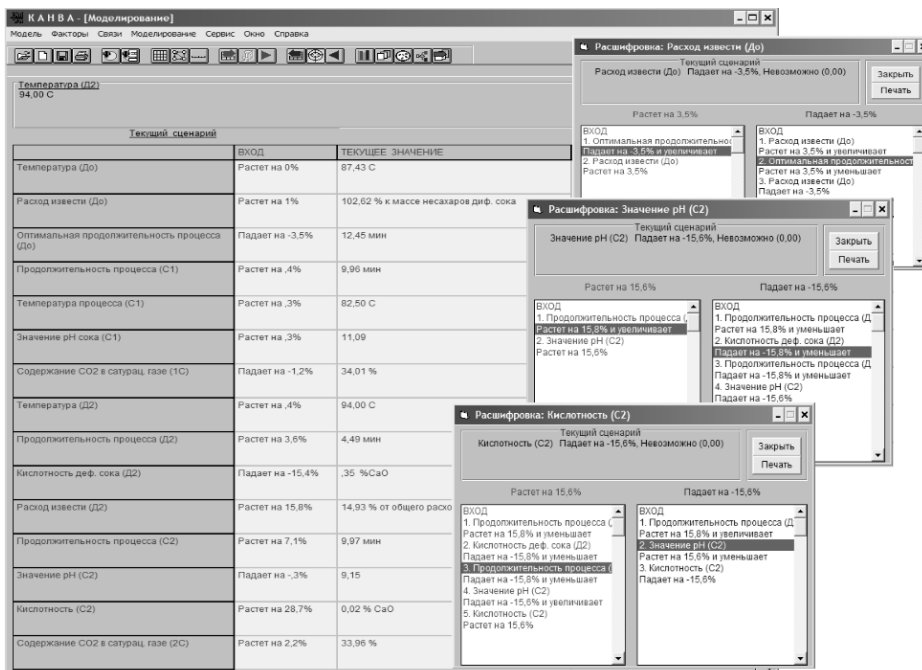 К А Н В А - [Моделирование]
Модель Факторы Связи Моделирование Сервис Окно Справка
Температура (Д2)
94,00 С
Текущий сценарий
ВХОД ТЕКУЩЕЕ ЗНАЧЕНИЕ
Температура (До) Растет на 0% 87,43 С
Расход извести (До) Растет на 1% 102,62 % к массе несахаров диф. сока
Оптимальная продолжительность процесса (До) Падает на -3,5% 12,45 мин
Продолжительность процесса (С1) Растет на ,4% 9,96 мин
Температура процесса (С1) Растет на ,3% 82,50 С
Значение pH сока (С1) Растет на ,3% 11,09
Содержание СО2 в сатурац. газе (1С) Падает на -1,2% 34,01 %
Температура (Д2) Растет на ,4% 94,00 С
Продолжительность процесса (Д2) Растет на 3,6% 4,49 мин
Кислотность деф. сока (Д2) Падает на -15,4% ,35 %CaO
Расход извести (Д2) Растет на 15,8% 14,93 % от общего расхо
Продолжительность процесса (С2) Растет на 7,1% 9,97 мин
Значение pH (С2) Падает на -,3% 9,15
Кислотность (С2) Растет на 28,7% 0,02 % CaO
Содержание СО2 в сатурац. газе (2С) Растет на 2,2% 33,96 %
Расшифровка: Расход извести (До)
Текущий сценарий
Расход извести (До) Падает на -3,5%, Невозможно (0,00)
Закрыть
Печать
Растет на 3,5%
ВХОД
1. Оптимальная продолжительнос
Падает на -3,5% и увеличивает
2. Расход извести (До)
Растет на 3,5%
Падает на -3,5%
ВХОД
1. Расход извести (До)
Растет на 3,5% и увеличивает
2. Оптимальная продолжительност
Растет на 3,5% и уменьшает
3. Расход извести (До)
Падает на -3,5%
Расшифровка: Значение pH (С2)
Текущий сценарий
Значение pH (С2) Падает на -15,6%, Невозможно (0,00)
Закрыть
Печать
Растет на 15,6%
ВХОД
1. Продолжительность процесса (
Растет на 15,8% и увеличивает
2. Значение pH (С2)
Растет на 15,6%
Падает на -15,6%
ВХОД
1. Продолжительность процесса (Д
Растет на 15,8% и уменьшает
2. Кислотность деф. сока (Д2)
Падает на -15,8% и уменьшает
3. Продолжительность процесса (Д
Падает на -15,8% и уменьшает
4. Значение pH (С2)
Падает на -15,6%
Расшифровка: Кислотность (С2)
Текущий сценарий
Кислотность (С2) Падает на -15,6%, Невозможно (0,00)
Закрыть
Печать
Растет на 15,6%
ВХОД
1. Продолжительность процесса (
Растет на 15,8% и уменьшает
2. Кислотность деф. сока (Д2)
Падает на -15,8% и уменьшает
3. Продолжительность процесса (
Падает на -15,8% и уменьшает
4. Значение pH (С2)
Падает на -15,6% и увеличивает
5. Кислотность (С2)
Растет на 15,6%
Падает на -15,6%
ВХОД
1. Продолжительность процесса (Д
Растет на 15,8% и увеличивает
2. Значение pH (С2)
Растет на 15,6% и уменьшает
3. Кислотность (С2)
Падает на -15,6%